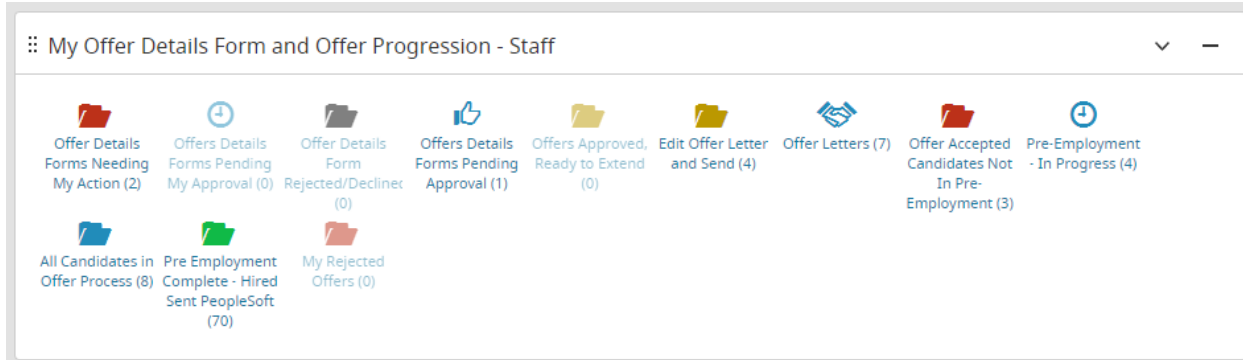 My Offer Details Form and Offer Progression - Staff
Offer Details
Forms Needing
My Action (2)
Offers Details
Forms Pending
My Approval (0)
Offer Details
Form
Rejected/Declined
(0)
Offers Details
Forms Pending
Approval (1)
Offers Approved,
Ready to Extend
(0)
Edit Offer Letter
and Send (4)
Offer Letters (7)
Offer Accepted
Candidates Not
In Pre-
Employment (3)
Pre-Employment
- In Progress (4)
All Candidates in
Offer Process (8)
Pre Employment
Complete - Hired
Sent PeopleSoft
(70)
My Rejected
Offers (0)